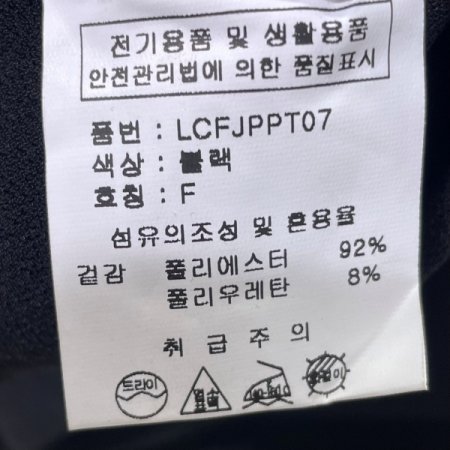 전기용품 및 생활용품
안전관리법에 의한 품질표시
품번 : LCFJPPT07
색상 : 블랙
호칭 : F
섬유의조성 및 혼용율
겉감 폴리에스터 92%
폴리우레탄 8%
취급주의
드라이 염소